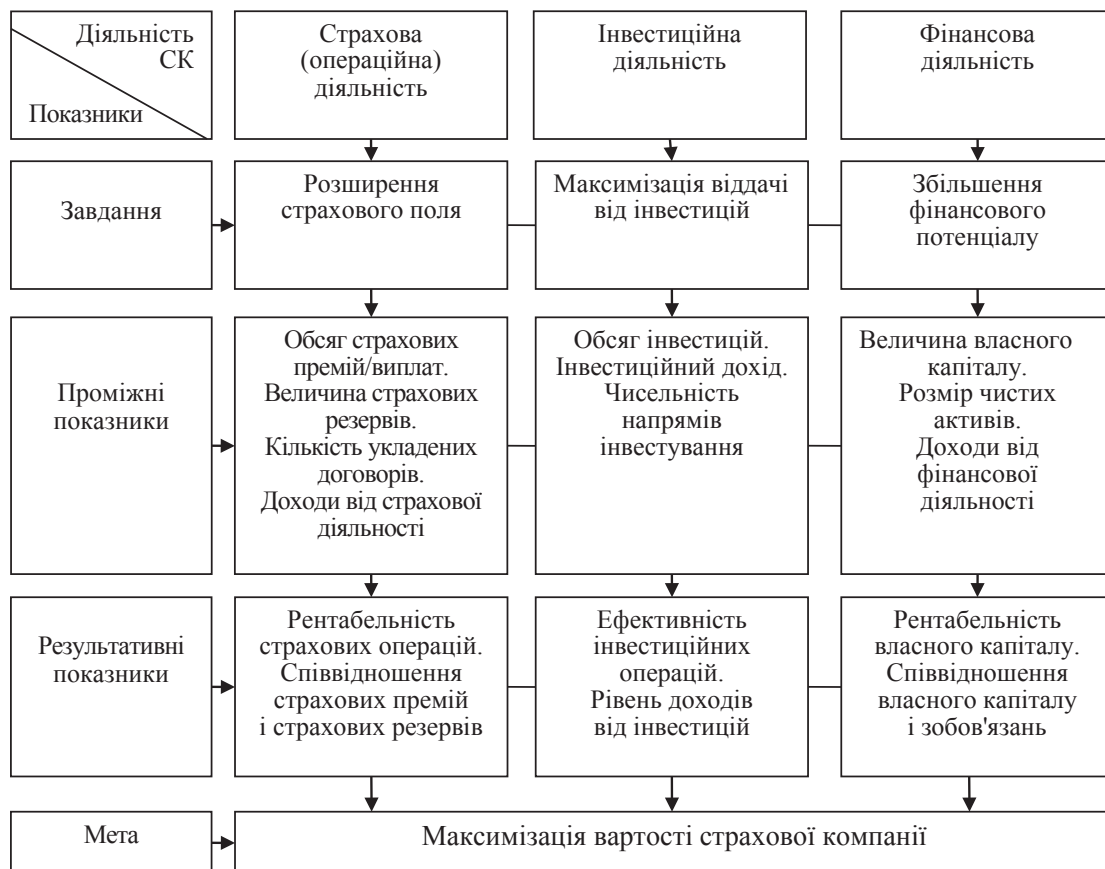 Діяльність
СК
Показники
Страхова
(операційна)
діяльність
Інвестиційна
діяльність
Фінансова
діяльність
Завдання
Розширення
страхового поля
Максимізація віддачі
від інвестицій
Збільшення
фінансового
потенціалу
Проміжні
показники
Обсяг страхових
премій/виплат.
Величина страхових
резервів.
Кількість укладених
договорів.
Доходи від страхової
діяльності
Обсяг інвестицій.
Інвестиційний дохід.
Чисельність
напрямів
інвестування
Величина власного
капіталу.
Розмір чистих
активів.
Доходи від
фінансової
діяльності
Результативні
показники
Рентабельність
страхових операцій.
Співвідношення
страхових премій
і страхових резервів
Ефективність
інвестиційних
операцій.
Рівень доходів
від інвестицій
Рентабельність
власного капіталу.
Співвідношення
власного капіталу
і зобов'язань
Мета
Максимізація вартості страхової компанії